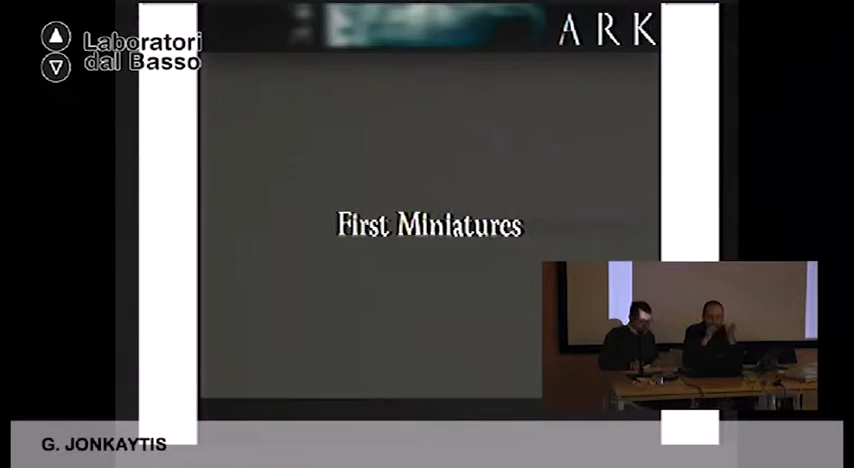 Laboratori
dal Basso
ARK
First Miniatures
G. JONKAYTIS